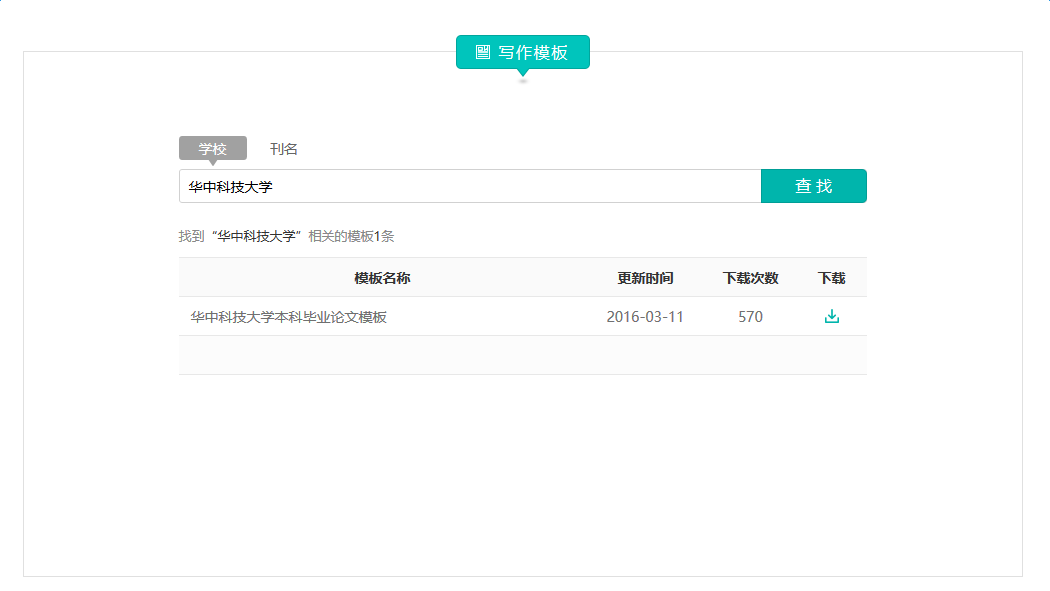 写作模板
学校 刊名
华中科技大学 查找
找到“华中科技大学”相关的模板1条
模板名称 更新时间 下载次数 下载
华中科技大学本科毕业论文模板 2016-03-11 570